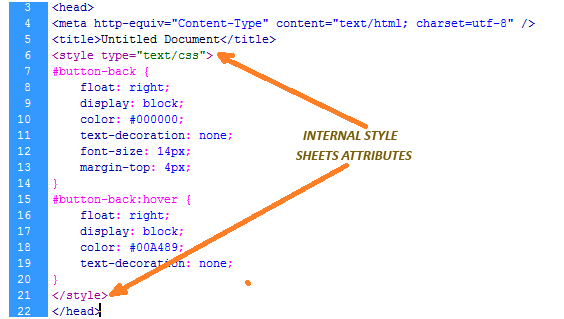 3 <head>
4 <meta http-equiv="Content-Type" content="text/html; charset=utf-8" />
5 <title>Untitled Document</title>
6 <style type="text/css">
7 #button-back {
8 float: right;
9 display: block;
10 color: #000000;
11 text-decoration: none;
12 font-size: 14px;
13 margin-top: 4px;
14 }
15 #button-back:hover {
16 float: right;
17 display: block;
18 color: #00A489;
19 text-decoration: none;
20 }
21 </style>
22 </head>
INTERNAL STYLE
SHEETS ATTRIBUTES